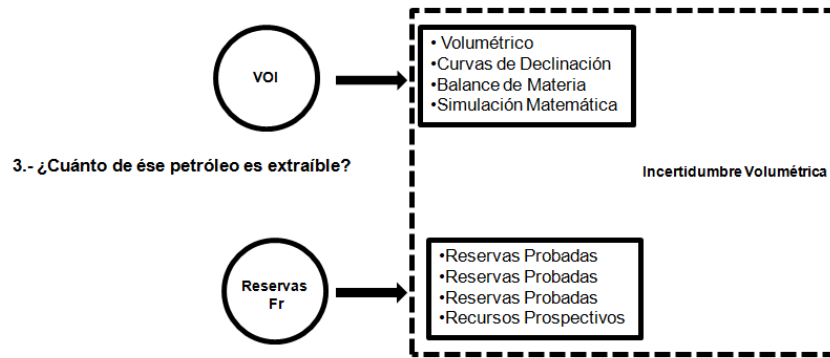 VOI
• Volumétrico
•Curvas de Declinación
•Balance de Materia
•Simulación Matemática
3.- ¿Cuánto de ése petróleo es extraíble?
Incertidumbre Volumétrica
Reservas
Fr
•Reservas Probadas
•Reservas Probadas
•Reservas Probadas
•Recursos Prospectivos